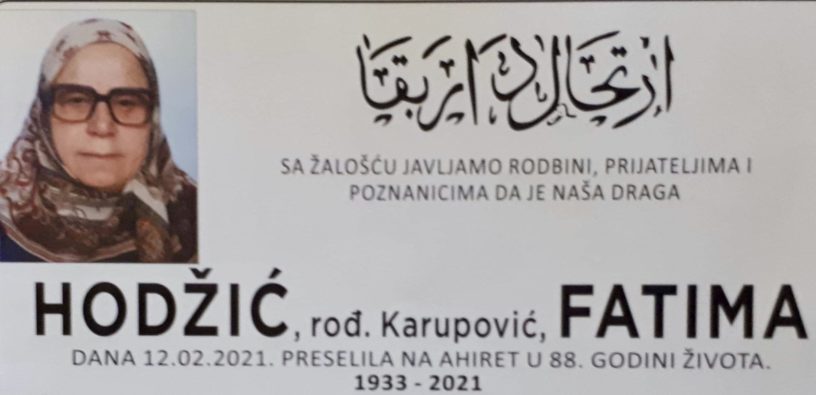 ارتحال دار بقا
SA ŽALOŠĆU JAVLJAMO RODBINI, PRIJATELJIMA I
POZNANICIMA DA JE NAŠA DRAGA
HODŽIĆ, rođ. Karupović, FATIMA
DANA 12.02.2021. PRESELILA NA AHIRET U 88. GODINI ŽIVOTA.
1933 - 2021